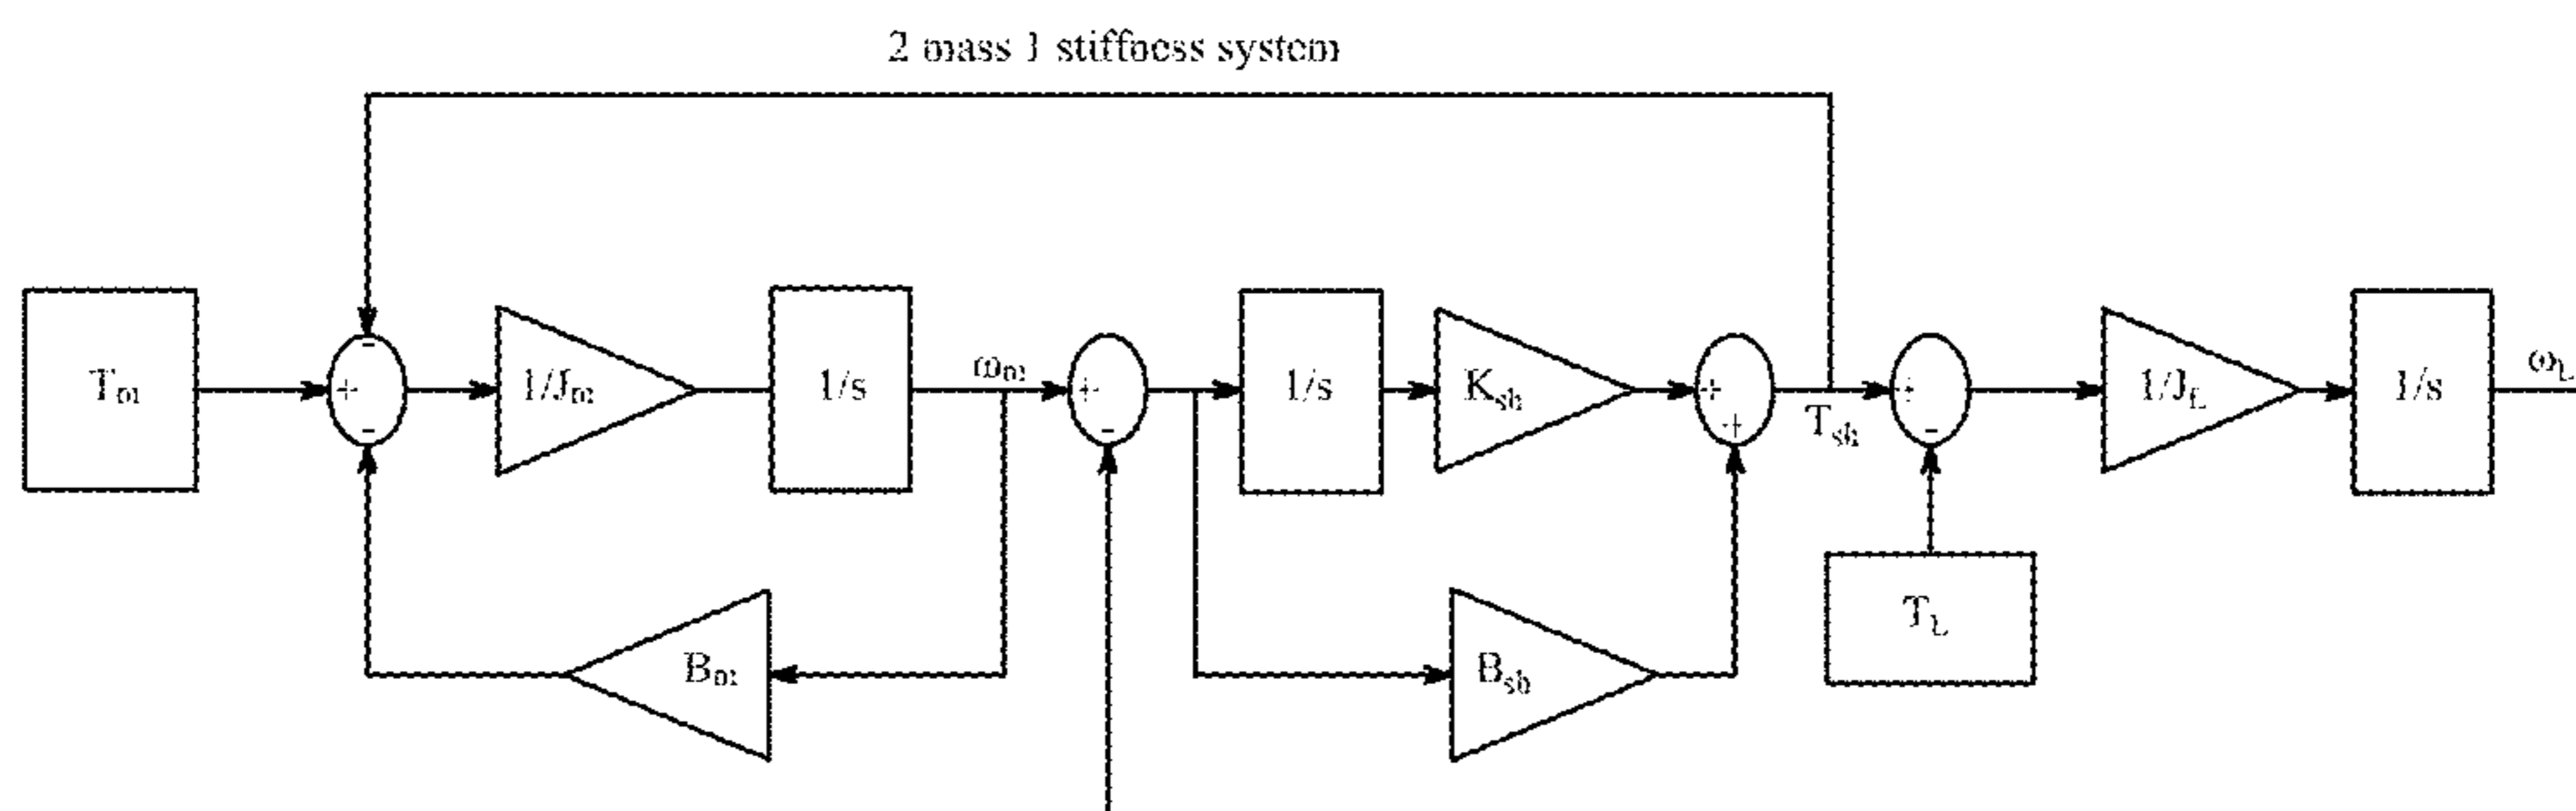 2 mass 1 stiffness system
-
Tm
+
-
1/Jm
1/s
ωm
+
-
1/s
Ksh
+
+
Tsh
+
-
1/JL
1/s
ωL
Bm
Bsh
TL